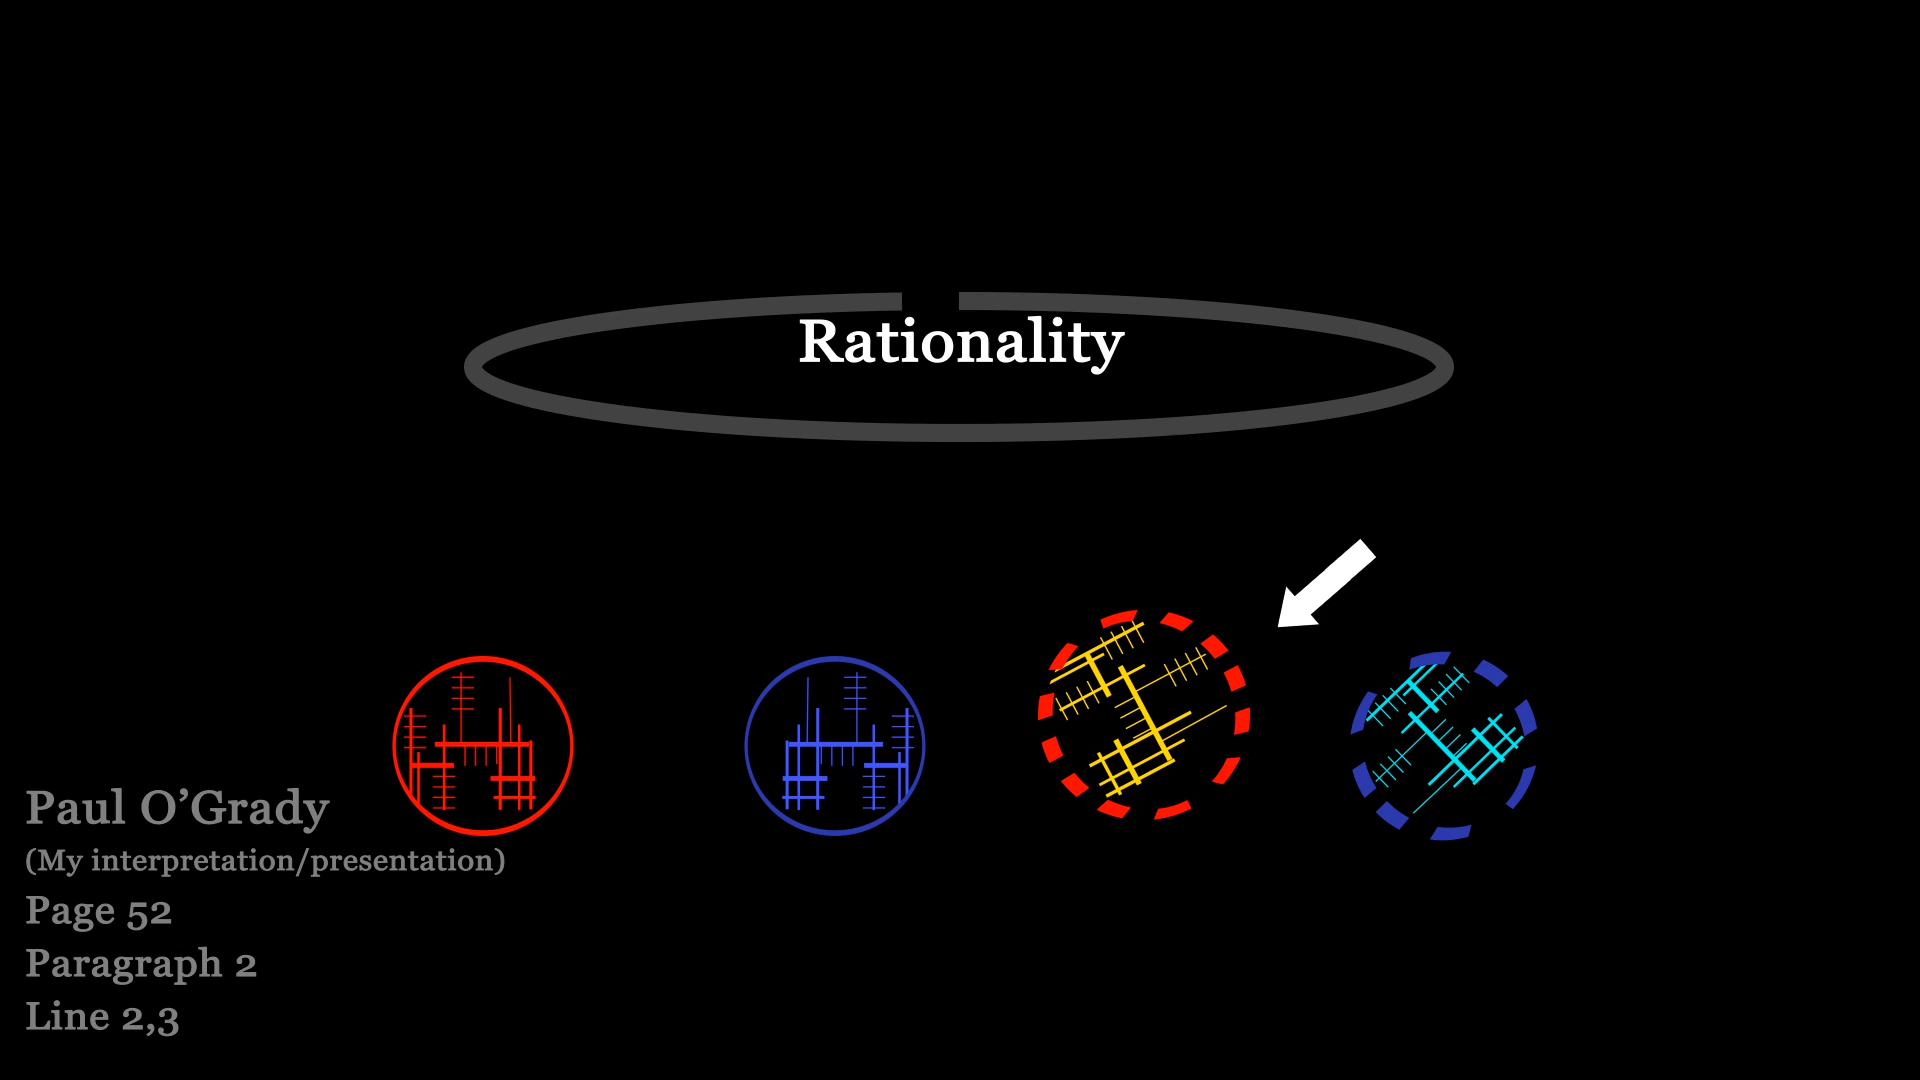 Rationality
Paul O’Grady
(My interpretation/presentation)
Page 52
Paragraph 2
Line 2,3